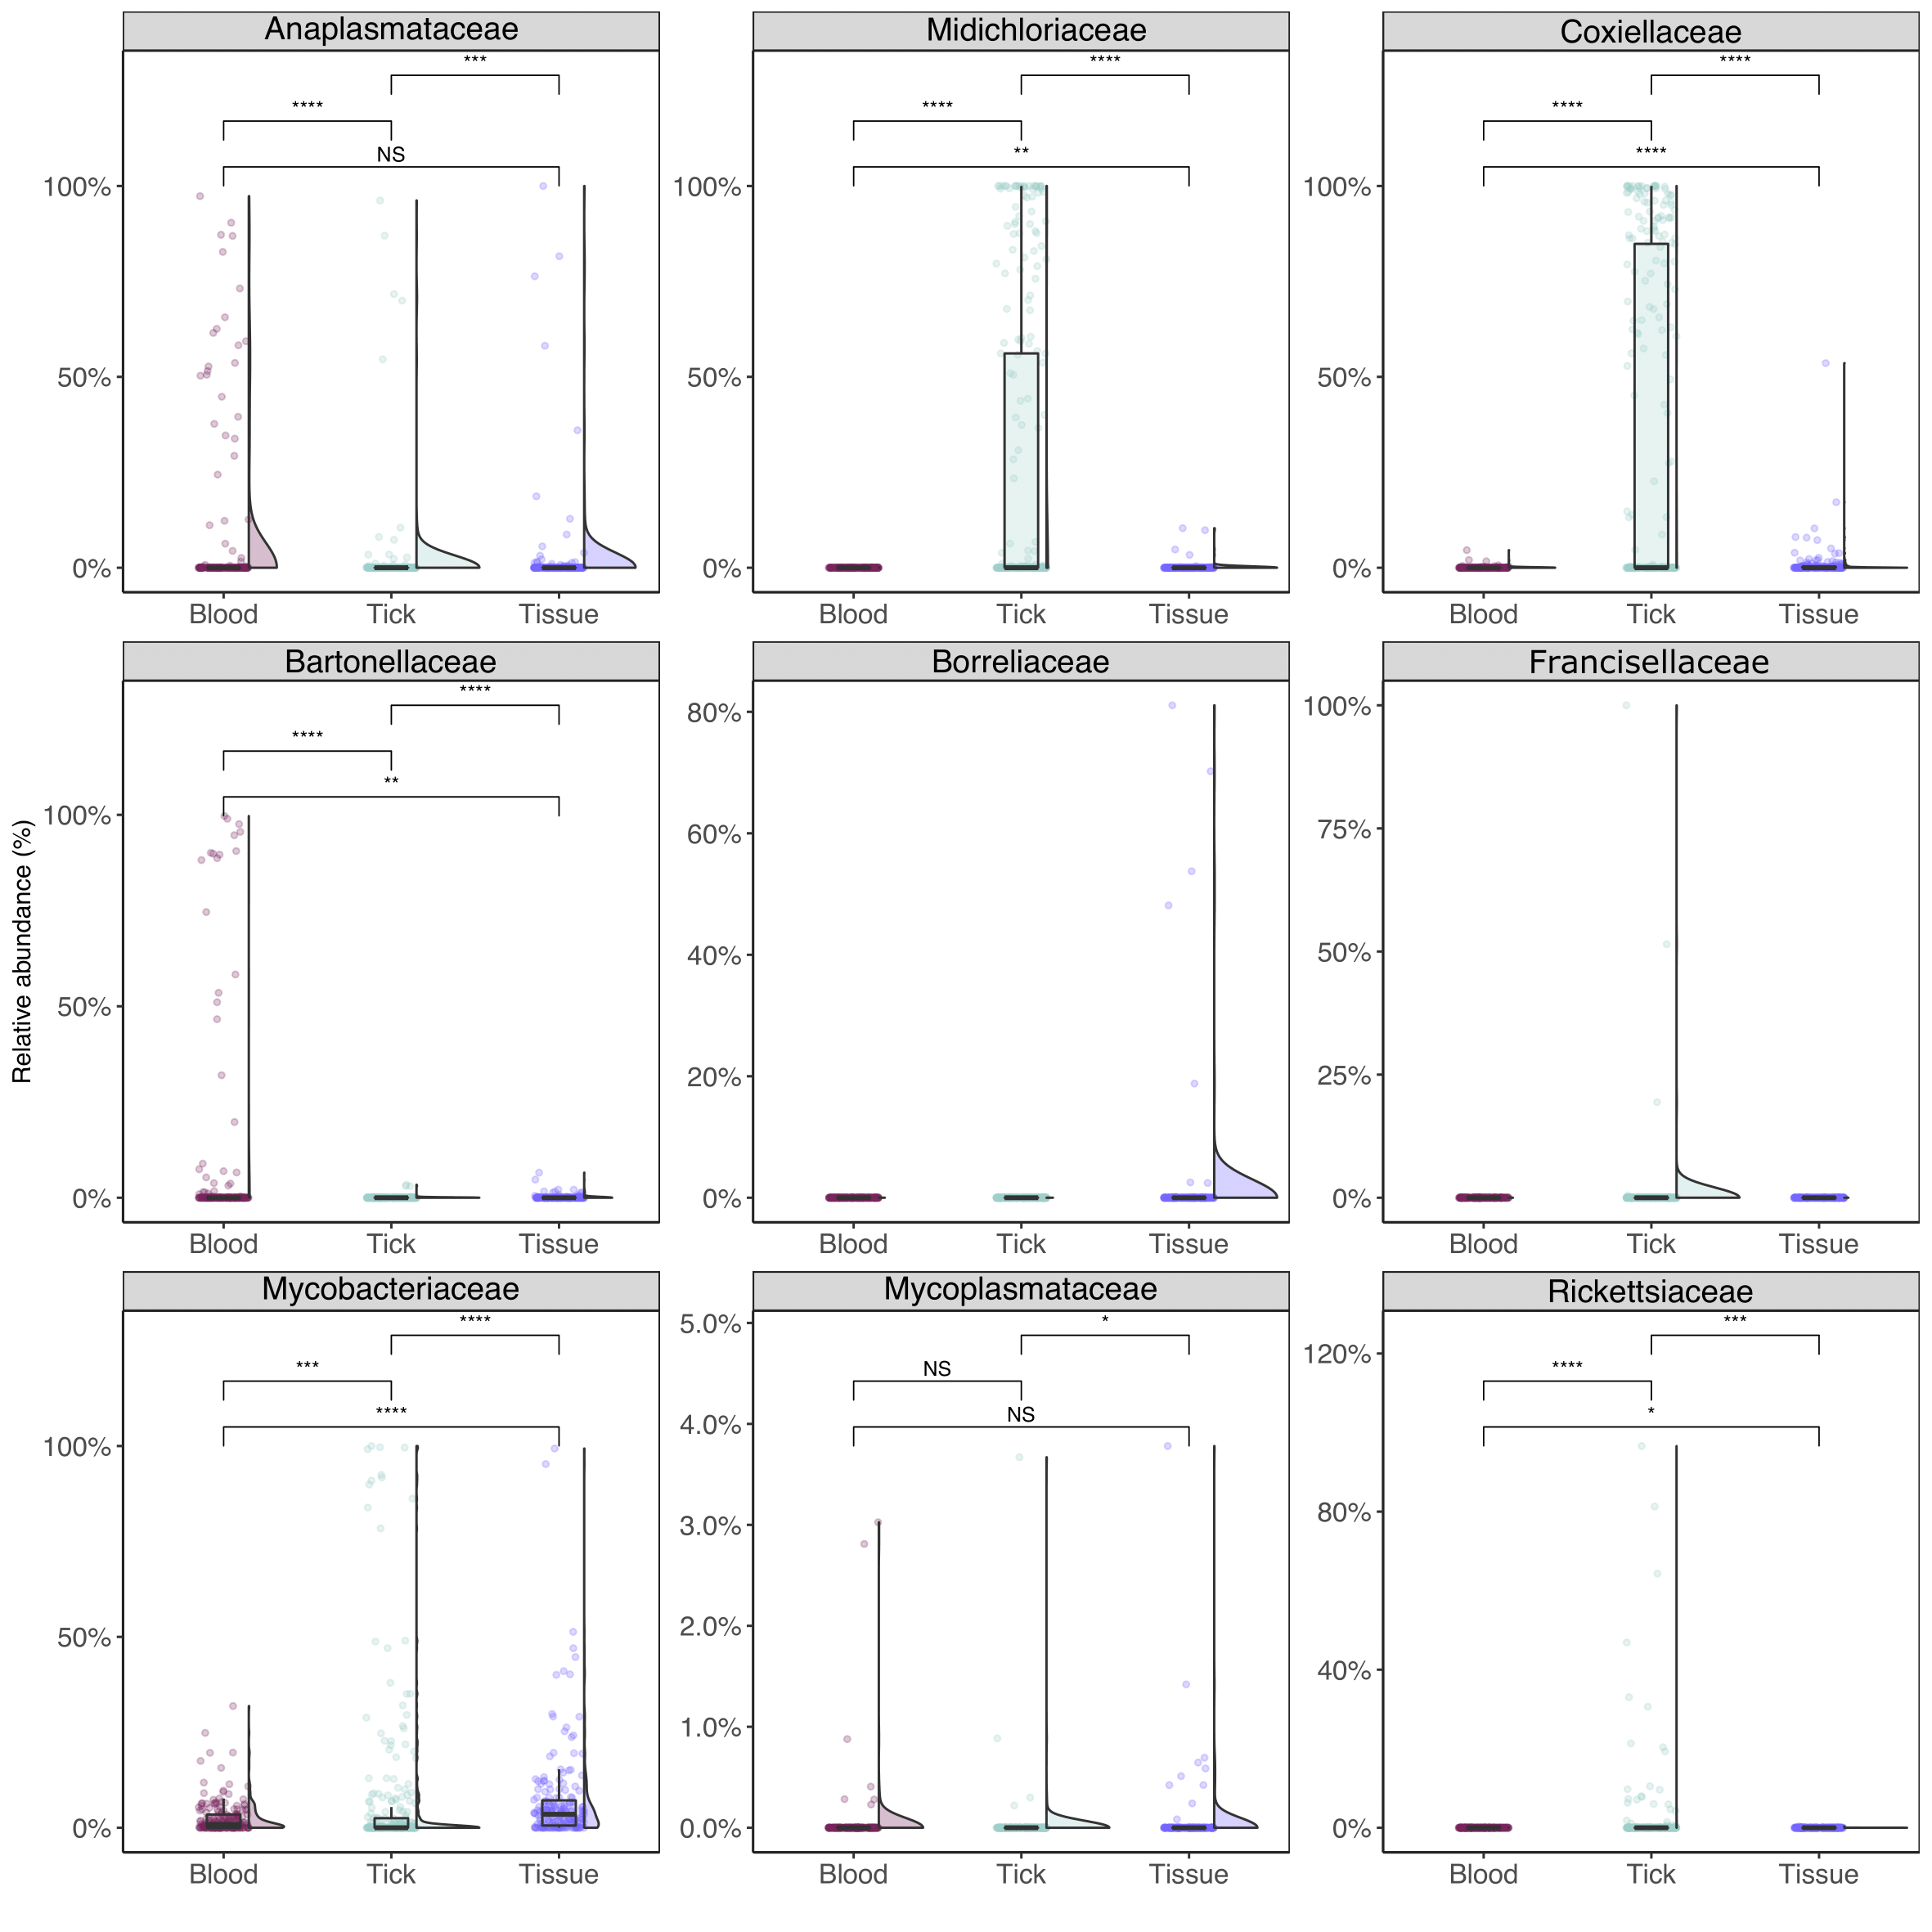 Anaplasmataceae Midichloriaceae Coxiellaceae
*** **** ****
**** **** ****
NS ** ****
100% 100% 100%
50% 50% 50%
0% 0% 0%
Blood Tick Tissue Blood Tick Tissue Blood Tick Tissue
Bartonellaceae Borreliaceae Francisellaceae
****
****
**
100%
50%
0%
80%
60%
40%
20%
0%
100%
75%
50%
25%
0%
Relative abundance (%)
Blood Tick Tissue Blood Tick Tissue Blood Tick Tissue
Mycobacteriaceae Mycoplasmataceae Rickettsiaceae
**** * ***
*** NS ****
**** NS *
100%
50%
0%
5.0%
4.0%
3.0%
2.0%
1.0%
0.0%
120%
80%
40%
0%
Blood Tick Tissue Blood Tick Tissue Blood Tick Tissue